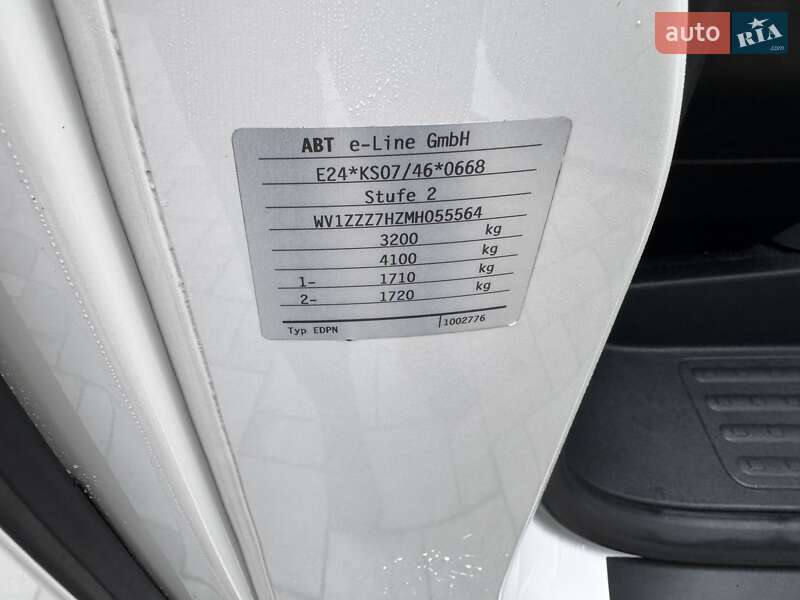 auto RIA.com
ABT e-Line GmbH
E24*KS07/46*0668
Stufe 2
WV1ZZZ7HZMH055564
3200 kg
4100 kg
1- 1710 kg
2- 1720 kg
Typ EDPN 1002776